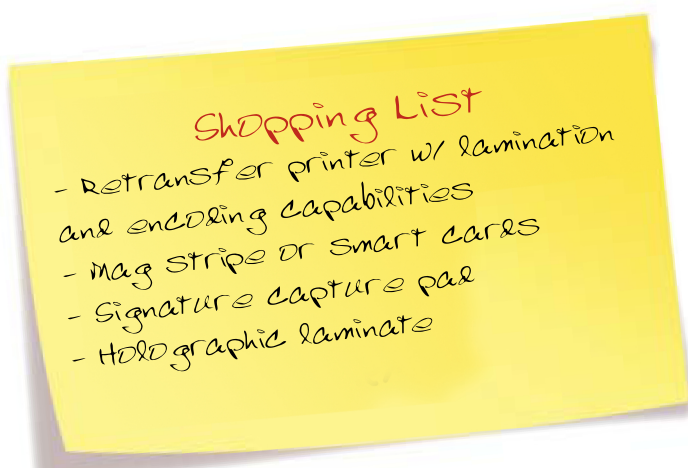 Shopping List
- Retransfer printer w/ lamination
and encoding capabilities
- Mag stripe or smart cards
- Signature capture pad
- Holographic laminate